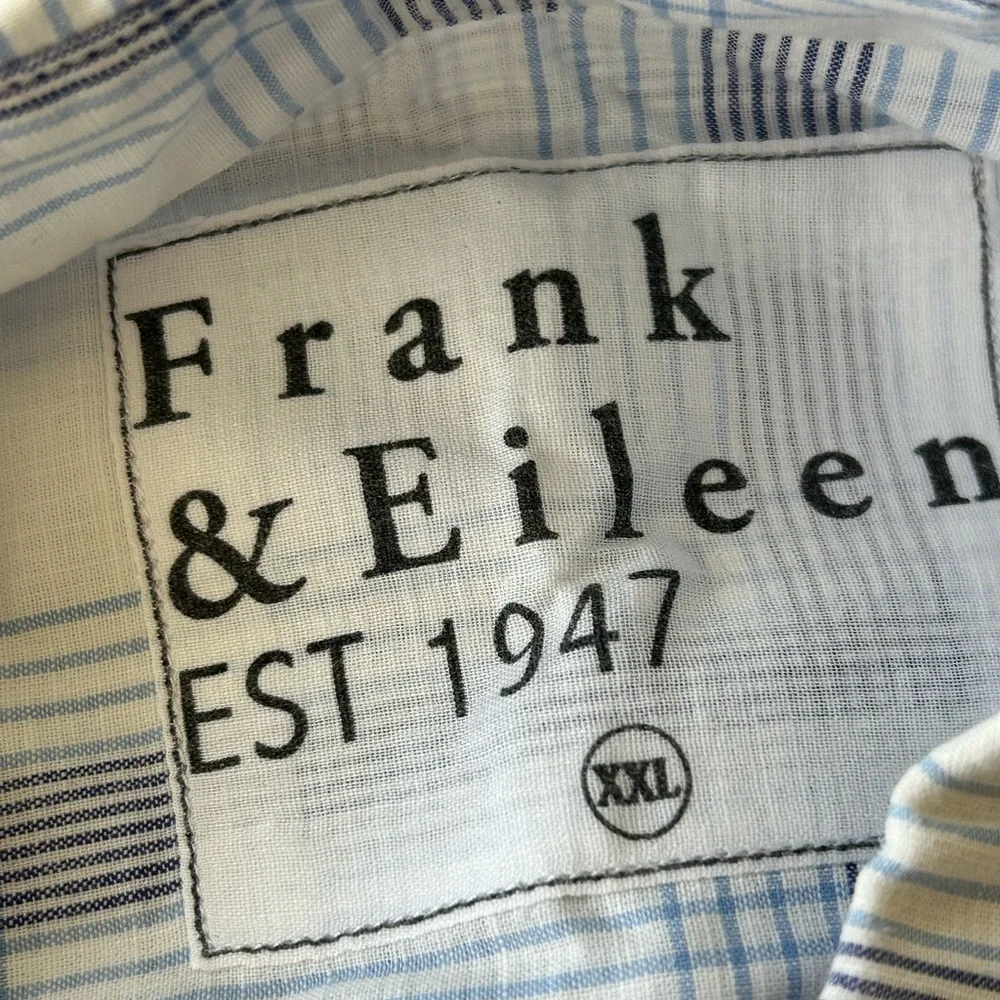 Frank
& Eileen
EST 1947
XXL